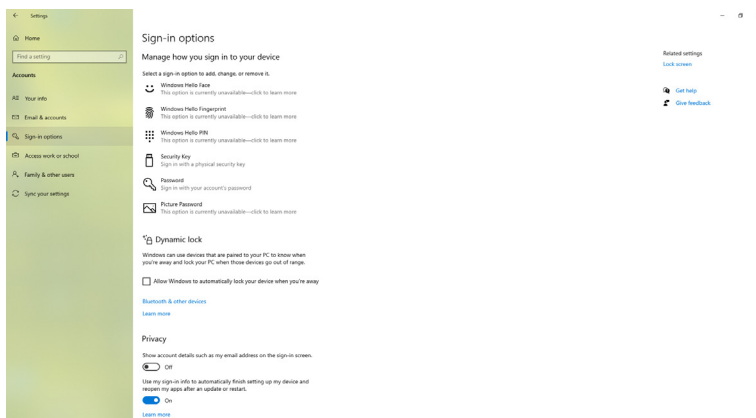 Settings
Home
Find a setting
Accounts
Your info
Email & accounts
Sign-in options
Access work or school
Family & other users
Sync your settings
Sign-in options
Manage how you sign in to your device
Select a sign-in option to add, change, or remove it.
Windows Hello Face
This option is currently unavailable—click to learn more
Windows Hello Fingerprint
This option is currently unavailable—click to learn more
Windows Hello PIN
This option is currently unavailable—click to learn more
Security Key
Sign in with a physical security key
Password
Sign in with your account's password
Picture Password
This option is currently unavailable—click to learn more
Dynamic lock
Windows can use devices that are paired to your PC to know when
you're away and lock your PC when those devices go out of range.
Allow Windows to automatically lock your device when you're away
Bluetooth & other devices
Learn more
Privacy
Show account details such as my email address on the sign-in screen.
Off
Use my sign-in info to automatically finish setting up my device and
reopen my apps after an update or restart.
On
Learn more
Related settings
Lock screen
Get help
Give feedback